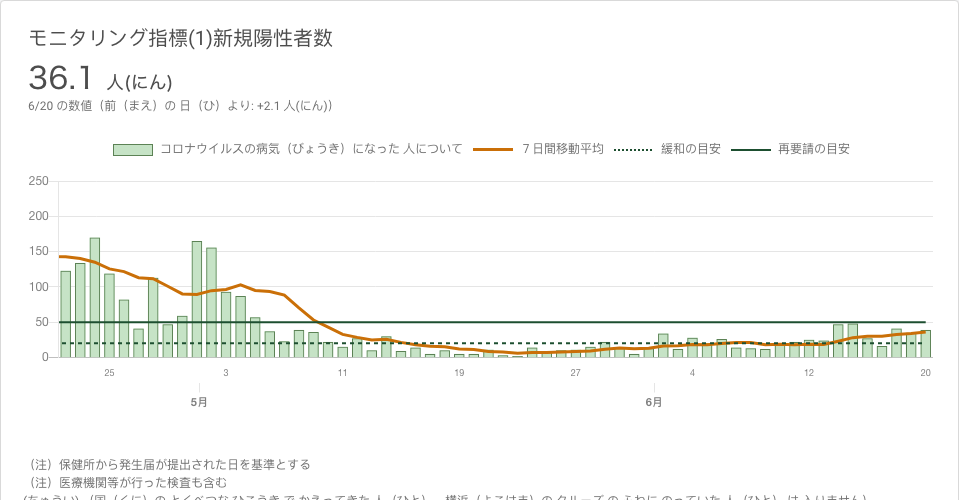 モニタリング指標(1)新規陽性者数
36.1 人(にん)
6/20 の数値（前（まえ）の 日（ひ）より: +2.1 人(にん)）
コロナウイルスの病気（びょうき）になった 人について 7 日間移動平均 緩和の目安 再要請の目安
250
200
150
100
50
0
25 3 11 19 27 4 12 20
5月 6月
（注）保健所から発生届が提出された日を基準とする
（注）医療機関等が行った検査も含む